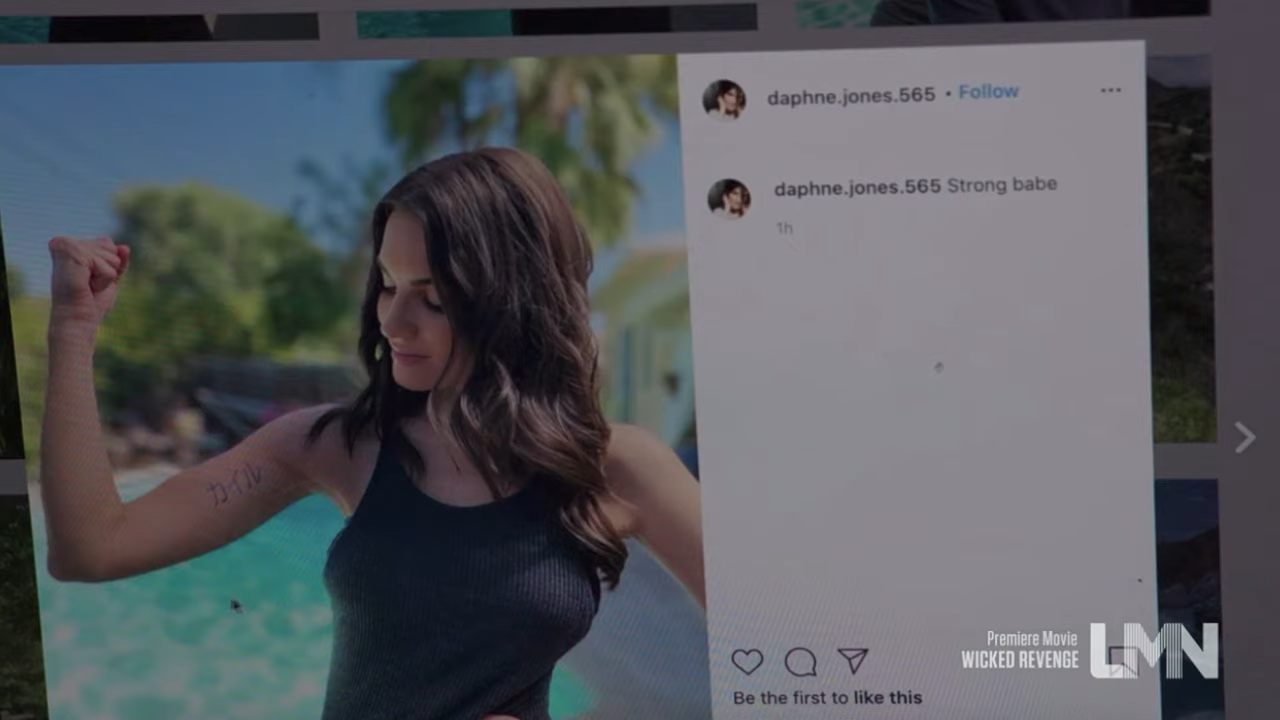 daphne.jones.565 • Follow
daphne.jones.565 Strong babe
1h
カイル
Be the first to like this
Premiere Movie
WICKED REVENGE
LMN